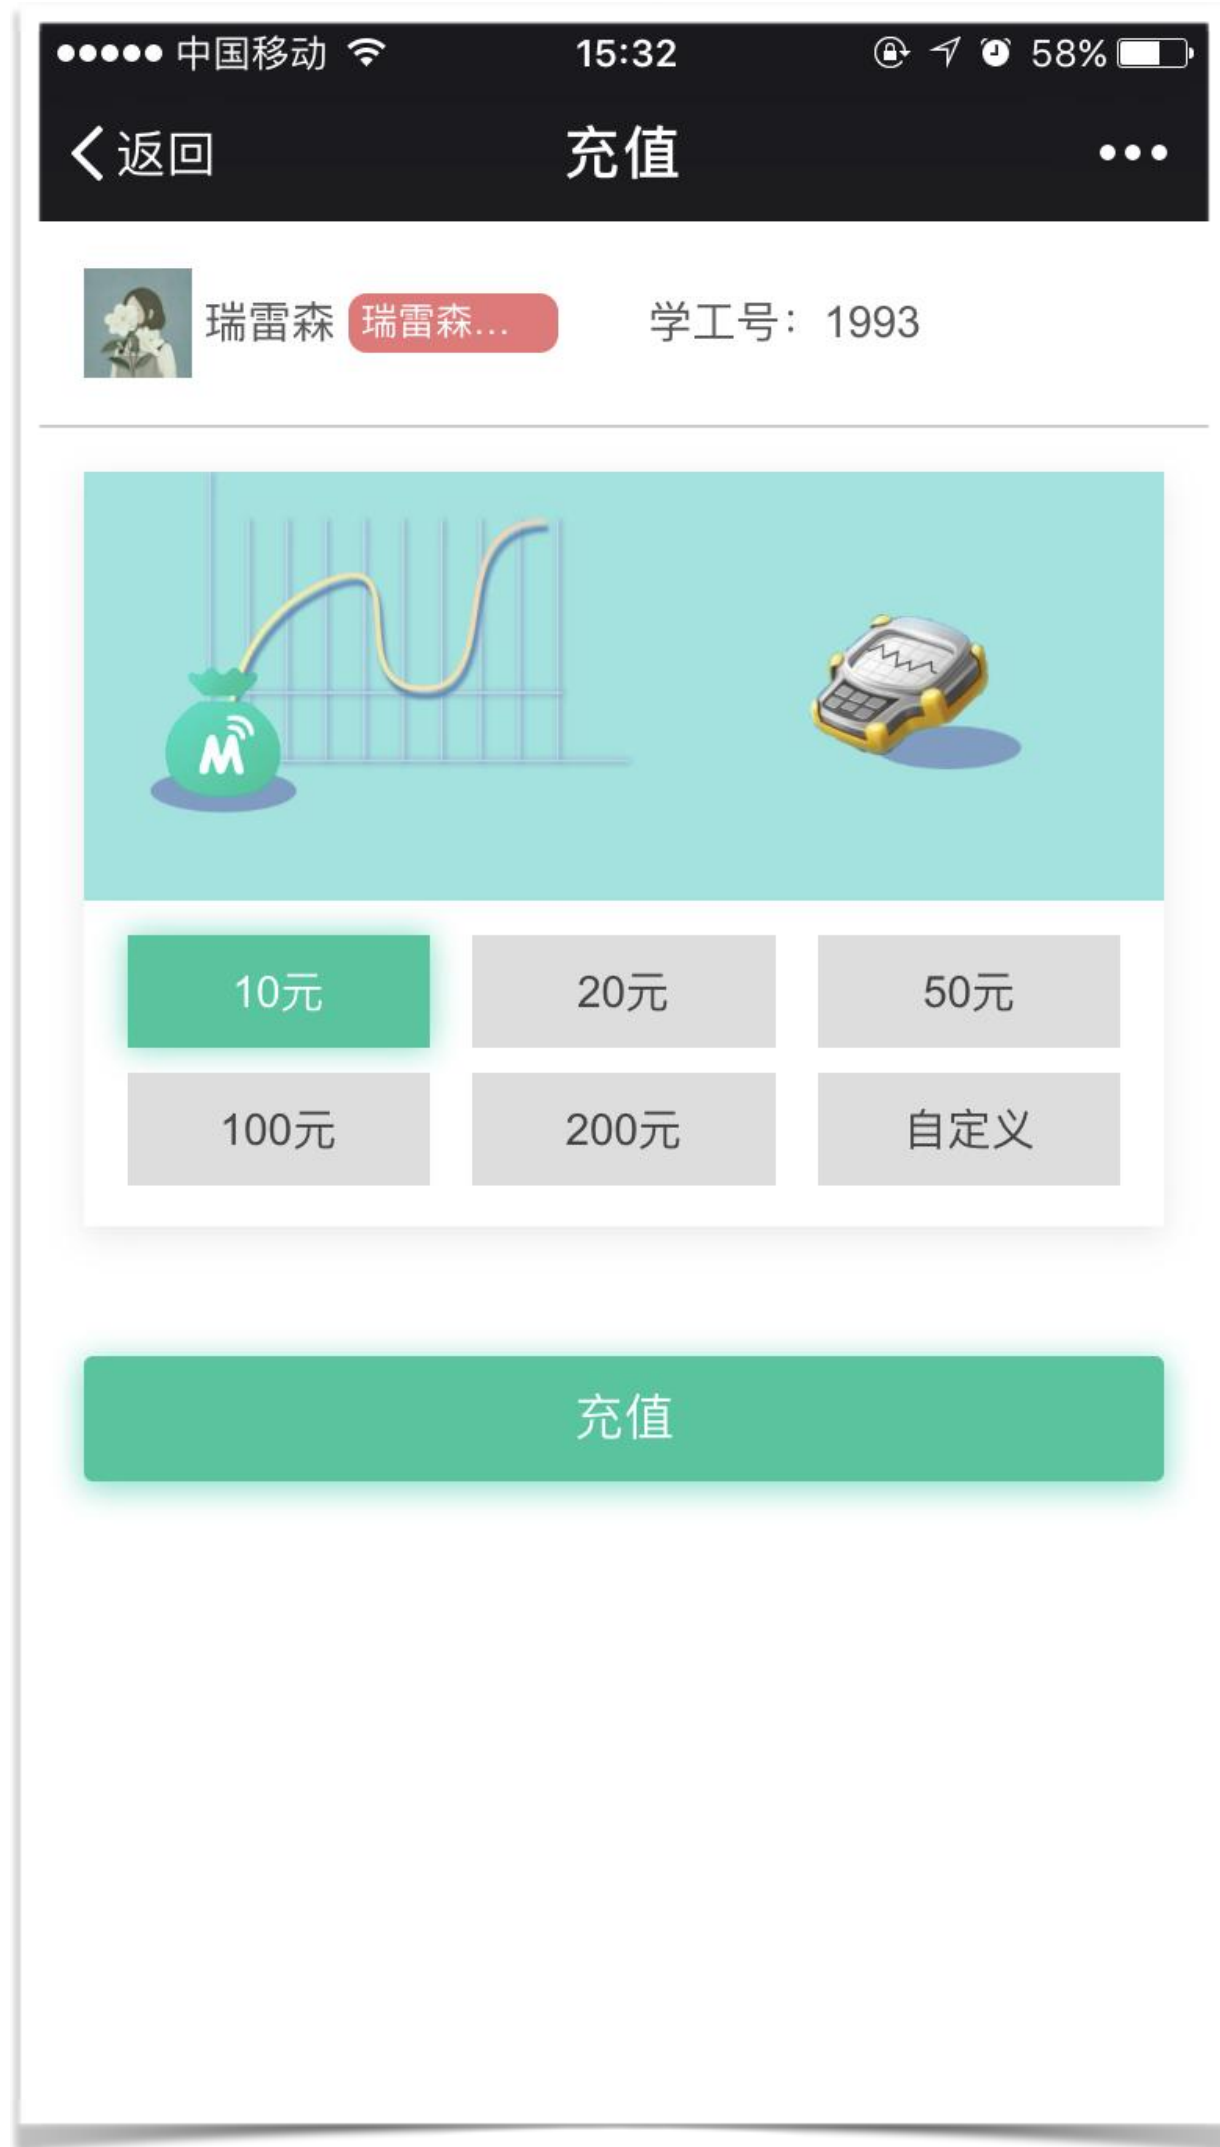 中国移动 15:32 58%
返回 充值
瑞雷森 瑞雷森... 学工号：1993
M
10元 20元 50元
100元 200元 自定义
充值